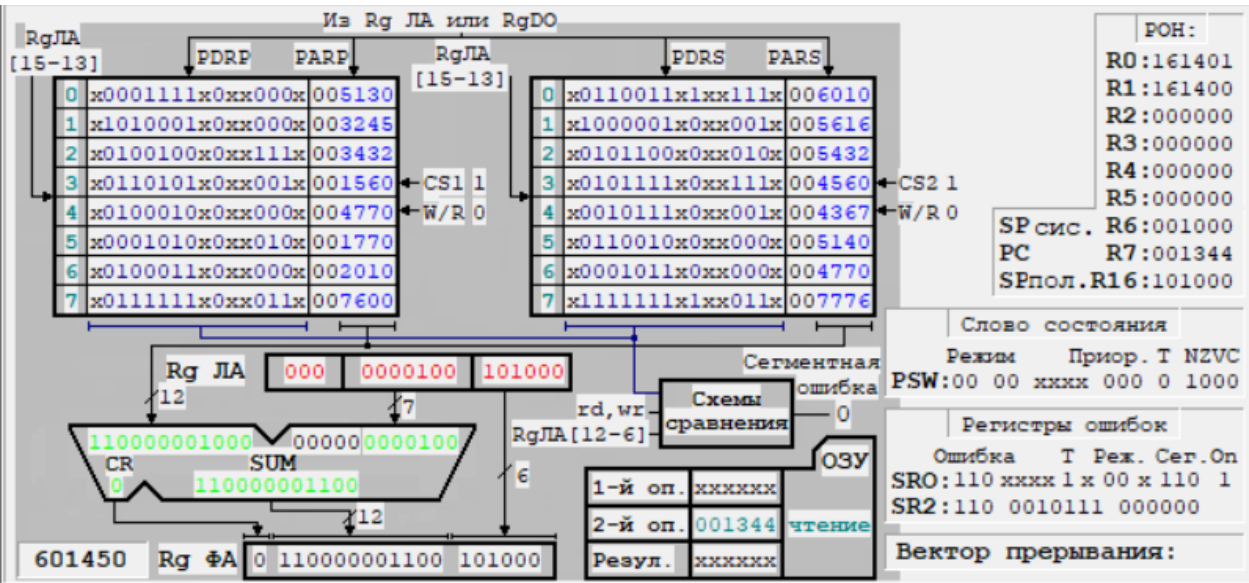 Из Rg ЛА или RgDO
RgЛА
[15-13]
PDRP PARP
0 x0001111x0xx000x 005130
1 x1010001x0xx000x 003245
2 x0100100x0xx111x 003432
3 x0110101x0xx001x 001560
4 x0100010x0xx000x 004770
5 x0001010x0xx010x 001770
6 x0100011x0xx000x 002010
7 x0111111x0xx011x 007600
CS1 1
W/R 0
RgЛА
[15-13]
PDRS PARS
0 x0110011x1xx111x 006010
1 x1000001x0xx001x 005616
2 x0101100x0xx010x 005432
3 x0101111x0xx111x 004560
4 x0010111x0xx001x 004367
5 x0110010x0xx000x 005140
6 x0001011x0xx000x 004770
7 x1111111x1xx011x 007776
CS2 1
W/R 0
РОН:
R0:161401
R1:161400
R2:000000
R3:000000
R4:000000
R5:000000
SPсис. R6:001000
PC R7:001344
SPпол.R16:101000
Слово состояния
Режим Приор. T NZVC
PSW:00 00 xxxx 000 0 1000
Регистры ошибок
Ошибка T Реж. Сег.Оп
SR0:110 xxxx 1 x 00 x 110 1
SR2:110 0010111 000000
Вектор прерывания:
Rg ЛА 000 0000100 101000
12
7
110000001000 00000 0000100
CR SUM
0 110000001100
6
12
601450 Rg ФА 0 110000001100 101000
Сегментная
ошибка
0
rd,wr
RgЛА[12-6]
Схемы
сравнения
ОЗУ
1-й оп. xxxxxx
2-й оп. 001344 чтение
Резул. xxxxxx